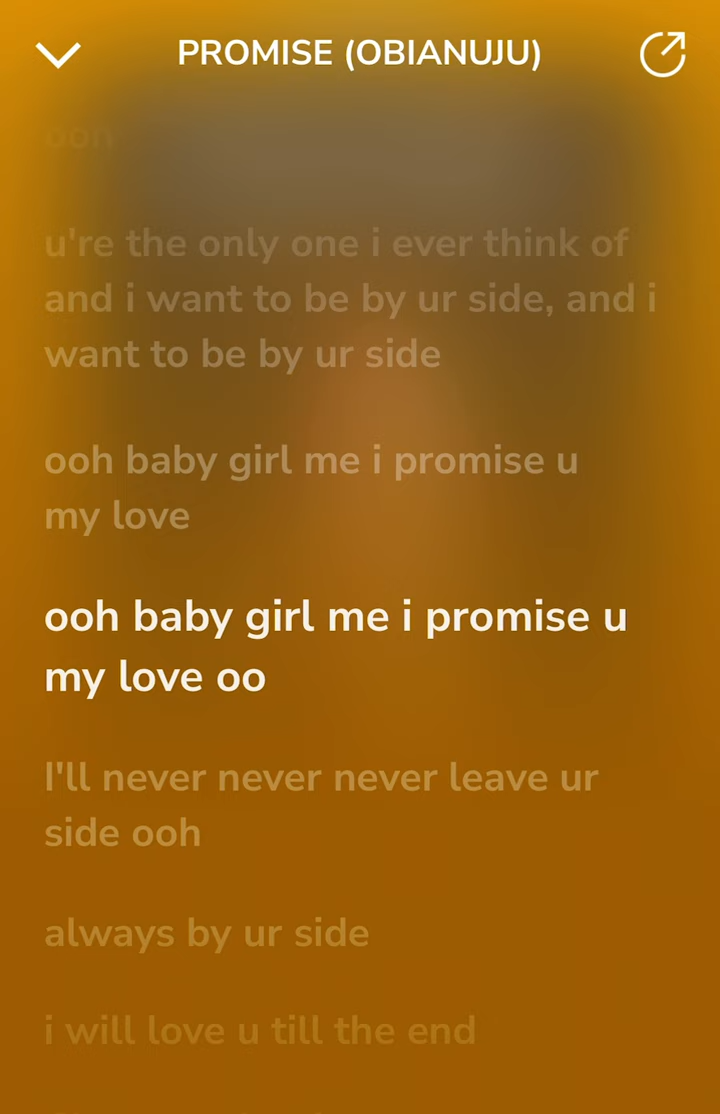 PROMISE (OBIANUJU)
ooh
u're the only one i ever think of
and i want to be by ur side, and i
want to be by ur side
ooh baby girl me i promise u
my love
ooh baby girl me i promise u
my love oo
I'll never never never leave ur
side ooh
always by ur side
i will love u till the end